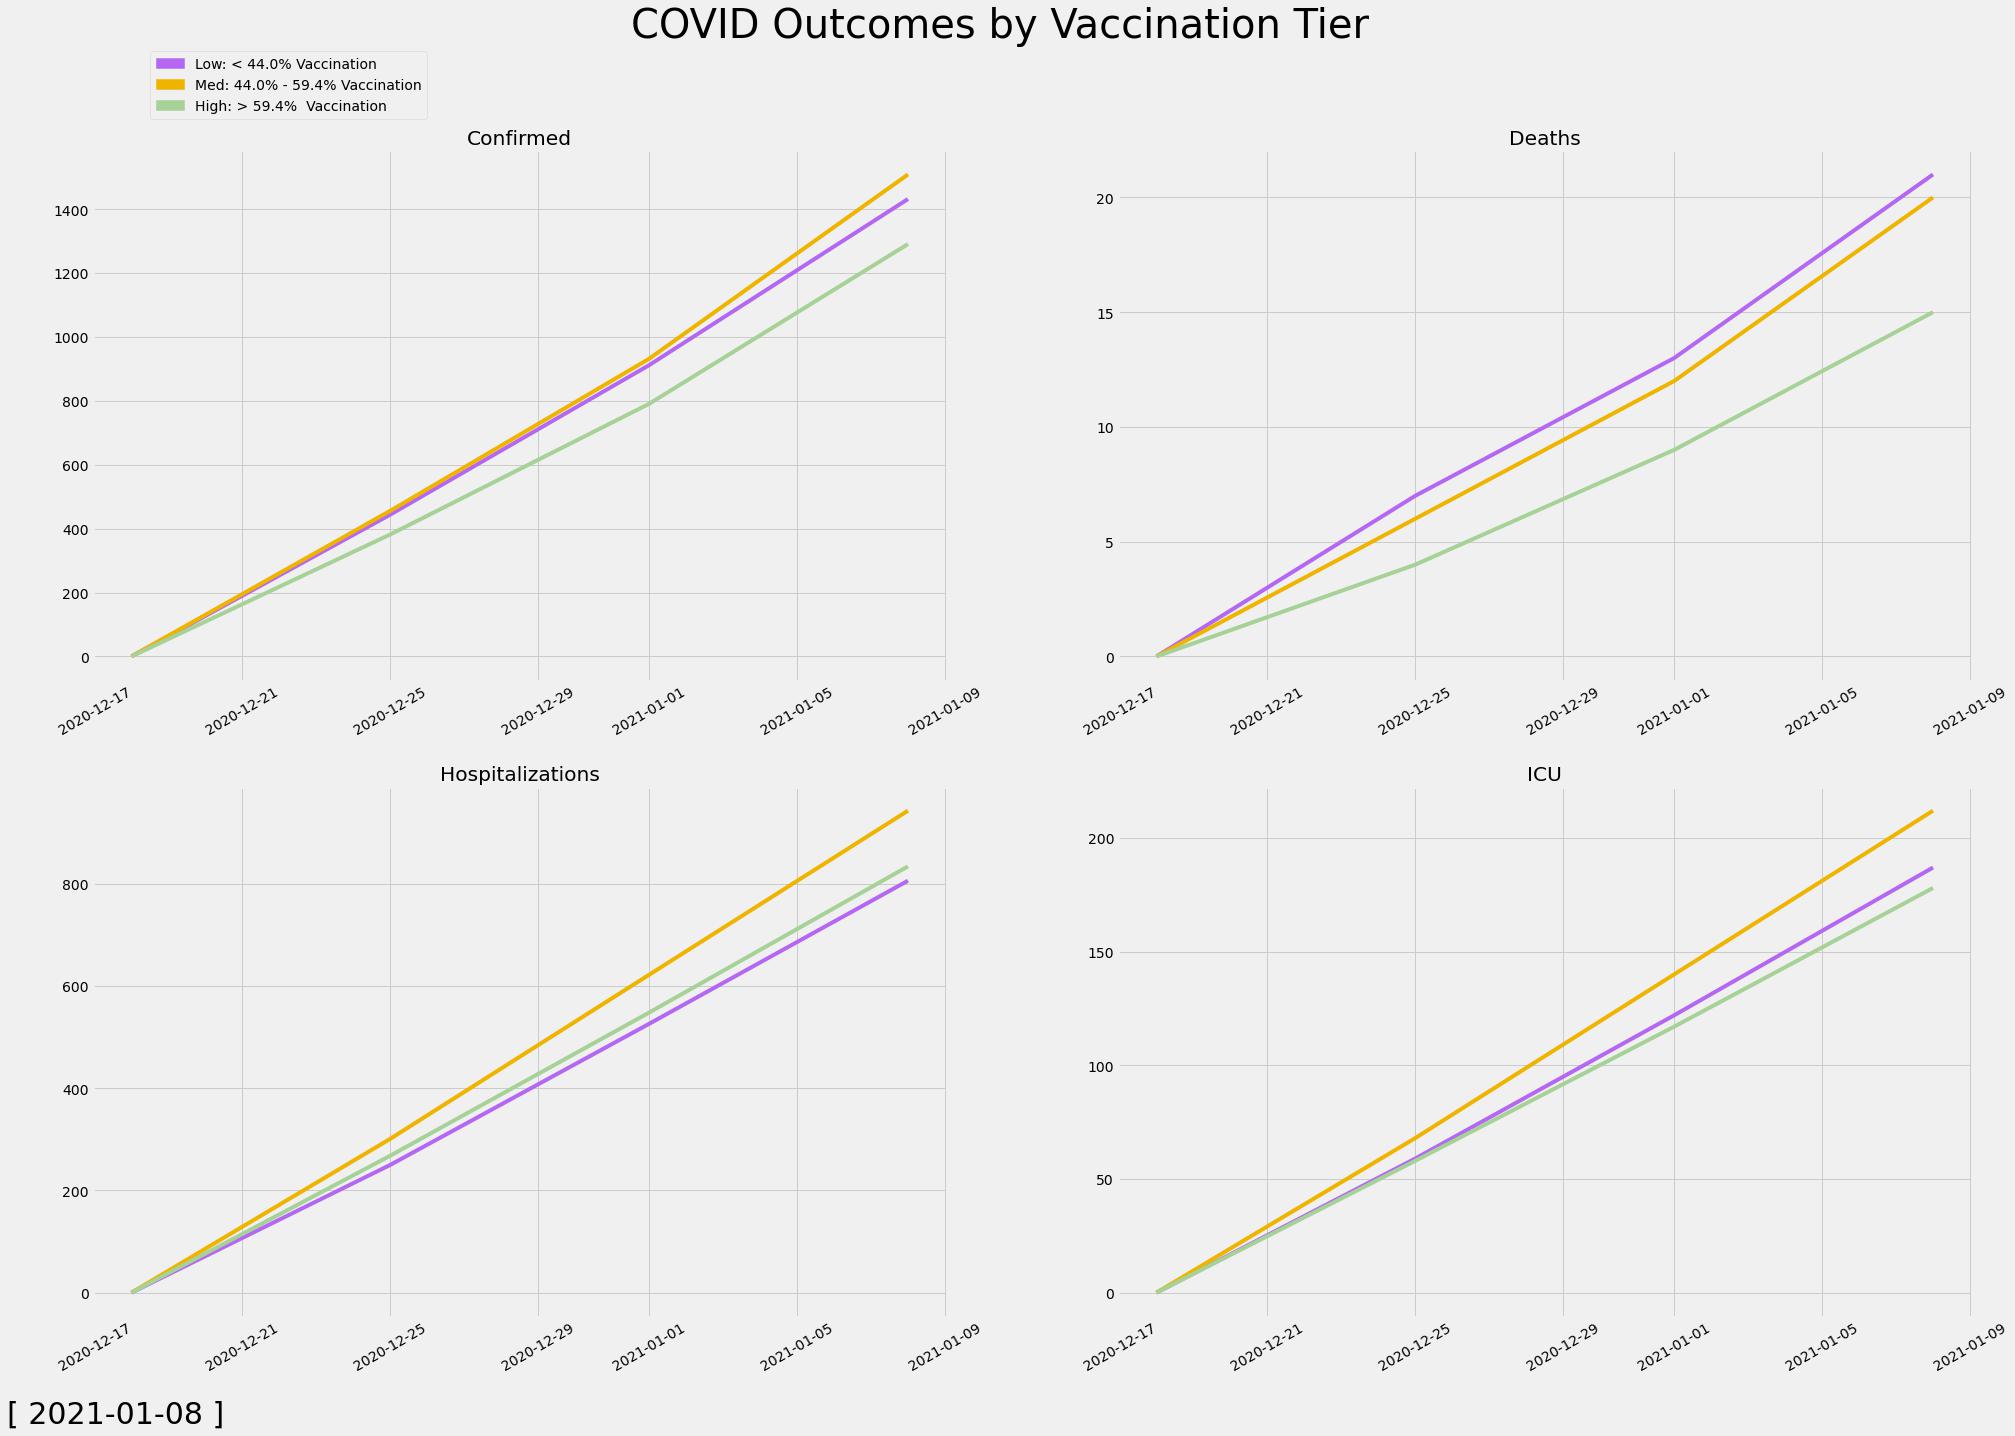 COVID Outcomes by Vaccination Tier
Low: < 44.0% Vaccination
Med: 44.0% - 59.4% Vaccination
High: > 59.4%  Vaccination
Confirmed
1400
1200
1000
800
600
400
200
0
2020-12-17 2020-12-21 2020-12-25 2020-12-29 2021-01-01 2021-01-05 2021-01-09
Deaths
20
15
10
5
0
2020-12-17 2020-12-21 2020-12-25 2020-12-29 2021-01-01 2021-01-05 2021-01-09
Hospitalizations
800
600
400
200
0
2020-12-17 2020-12-21 2020-12-25 2020-12-29 2021-01-01 2021-01-05 2021-01-09
ICU
200
150
100
50
0
2020-12-17 2020-12-21 2020-12-25 2020-12-29 2021-01-01 2021-01-05 2021-01-09
[ 2021-01-08 ]